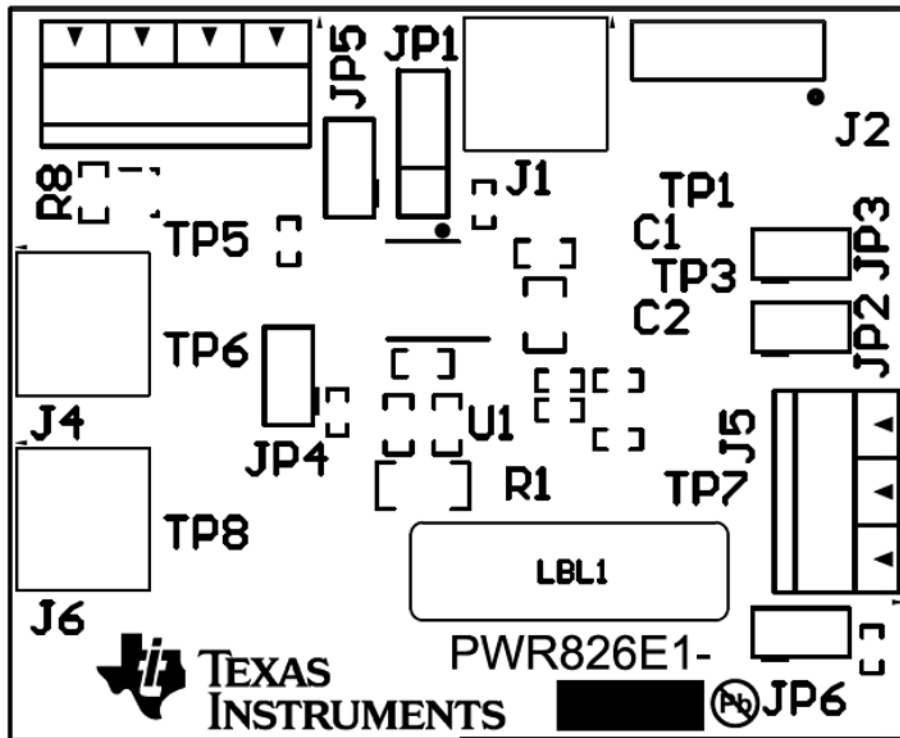 JP5
JP1
J2
J1
R8
TP1
C1
TP3
C2
JP3
JP2
TP5
TP6
J4
JP4
U1
R1
J5
TP7
TP8
J6
LBL1
PWR826E1-
TEXAS
INSTRUMENTS
Pb
JP6